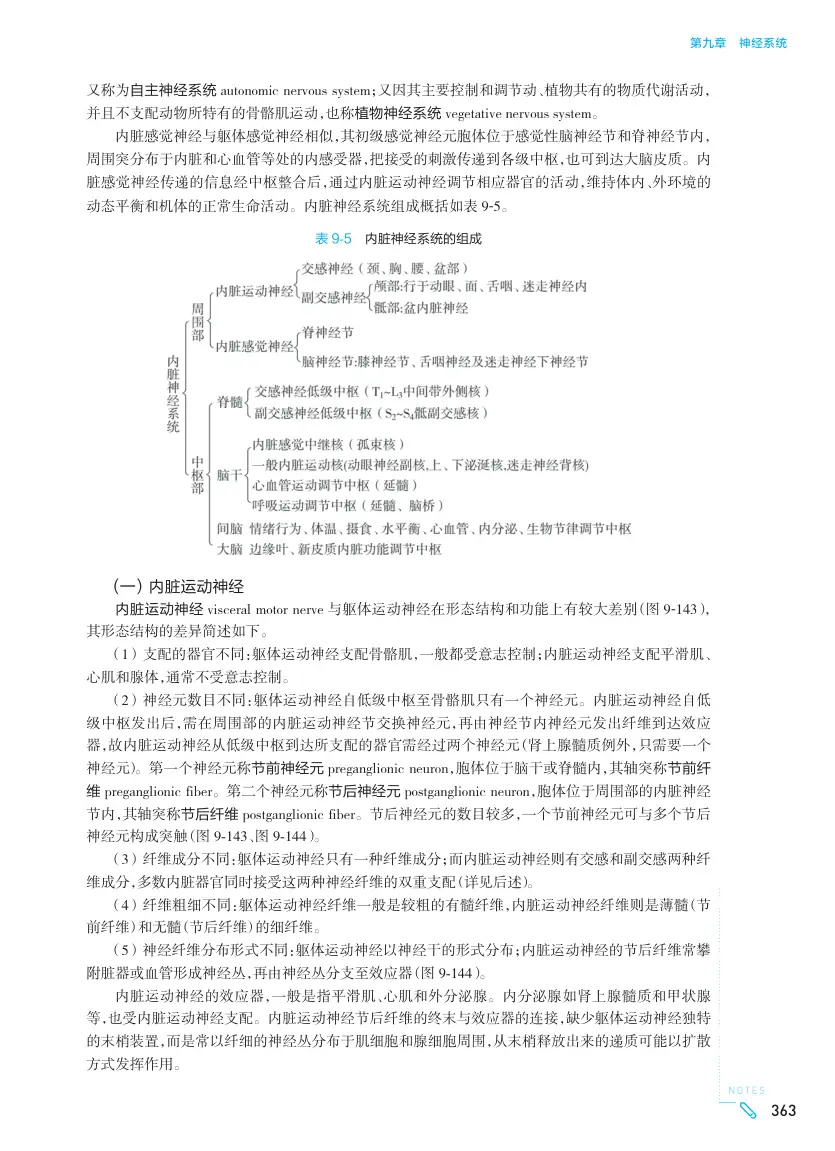 第九章 神经系统
又称为自主神经系统 autonomic nervous system；又因其主要控制和调节动、植物共有的物质代谢活动，
并且不支配动物所特有的骨骼肌运动，也称植物神经系统 vegetative nervous system。
内脏感觉神经与躯体感觉神经相似，其初级感觉神经元胞体位于感觉性脑神经节和脊神经节内，
周围突分布于内脏和心血管等处的内感受器，把接受的刺激传递到各级中枢，也可到达大脑皮质。内
脏感觉神经传递的信息经中枢整合后，通过内脏运动神经调节相应器官的活动，维持体内、外环境的
动态平衡和机体的正常生命活动。内脏神经系统组成概括如表 9-5。
表 9-5 内脏神经系统的组成
内脏神经系统
周围部
内脏运动神经
交感神经（颈、胸、腰、盆部）
副交感神经
颅部:行于动眼、面、舌咽、迷走神经内
骶部:盆内脏神经
内脏感觉神经
脊神经节
脑神经节:膝神经节、舌咽神经及迷走神经下神经节
中枢部
脊髓
交感神经低级中枢（T₁~L₃中间带外侧核）
副交感神经低级中枢（S₂~S₄骶副交感核）
脑干
内脏感觉中继核（孤束核）
一般内脏运动核(动眼神经副核,上、下泌涎核,迷走神经背核)
心血管运动调节中枢（延髓）
呼吸运动调节中枢（延髓、脑桥）
间脑 情绪行为、体温、摄食、水平衡、心血管、内分泌、生物节律调节中枢
大脑 边缘叶、新皮质内脏功能调节中枢
（一）内脏运动神经
内脏运动神经 visceral motor nerve 与躯体运动神经在形态结构和功能上有较大差别（图 9-143），
其形态结构的差异简述如下。
（1）支配的器官不同：躯体运动神经支配骨骼肌，一般都受意志控制；内脏运动神经支配平滑肌、
心肌和腺体，通常不受意志控制。
（2）神经元数目不同：躯体运动神经自低级中枢至骨骼肌只有一个神经元。内脏运动神经自低
级中枢发出后，需在周围部的内脏运动神经节交换神经元，再由神经节内神经元发出纤维到达效应
器，故内脏运动神经从低级中枢到达所支配的器官需经过两个神经元（肾上腺髓质例外，只需要一个
神经元）。第一个神经元称节前神经元 preganglionic neuron，胞体位于脑干或脊髓内，其轴突称节前纤
维 preganglionic fiber。第二个神经元称节后神经元 postganglionic neuron，胞体位于周围部的内脏神经
节内，其轴突称节后纤维 postganglionic fiber。节后神经元的数目较多，一个节前神经元可与多个节后
神经元构成突触（图 9-143、图 9-144）。
（3）纤维成分不同：躯体运动神经只有一种纤维成分；而内脏运动神经则有交感和副交感两种纤
维成分，多数内脏器官同时接受这两种神经纤维的双重支配（详见后述）。
（4）纤维粗细不同：躯体运动神经纤维一般是较粗的有髓纤维，内脏运动神经纤维则是薄髓（节
前纤维）和无髓（节后纤维）的细纤维。
（5）神经纤维分布形式不同：躯体运动神经以神经干的形式分布；内脏运动神经的节后纤维常攀
附脏器或血管形成神经丛，再由神经丛分支至效应器（图 9-144）。
内脏运动神经的效应器，一般是指平滑肌、心肌和外分泌腺。内分泌腺如肾上腺髓质和甲状腺
等，也受内脏运动神经支配。内脏运动神经节后纤维的终末与效应器的连接，缺少躯体运动神经独特
的末梢装置，而是常以纤细的神经丛分布于肌细胞和腺细胞周围，从末梢释放出来的递质可能以扩散
方式发挥作用。
NOTES
363